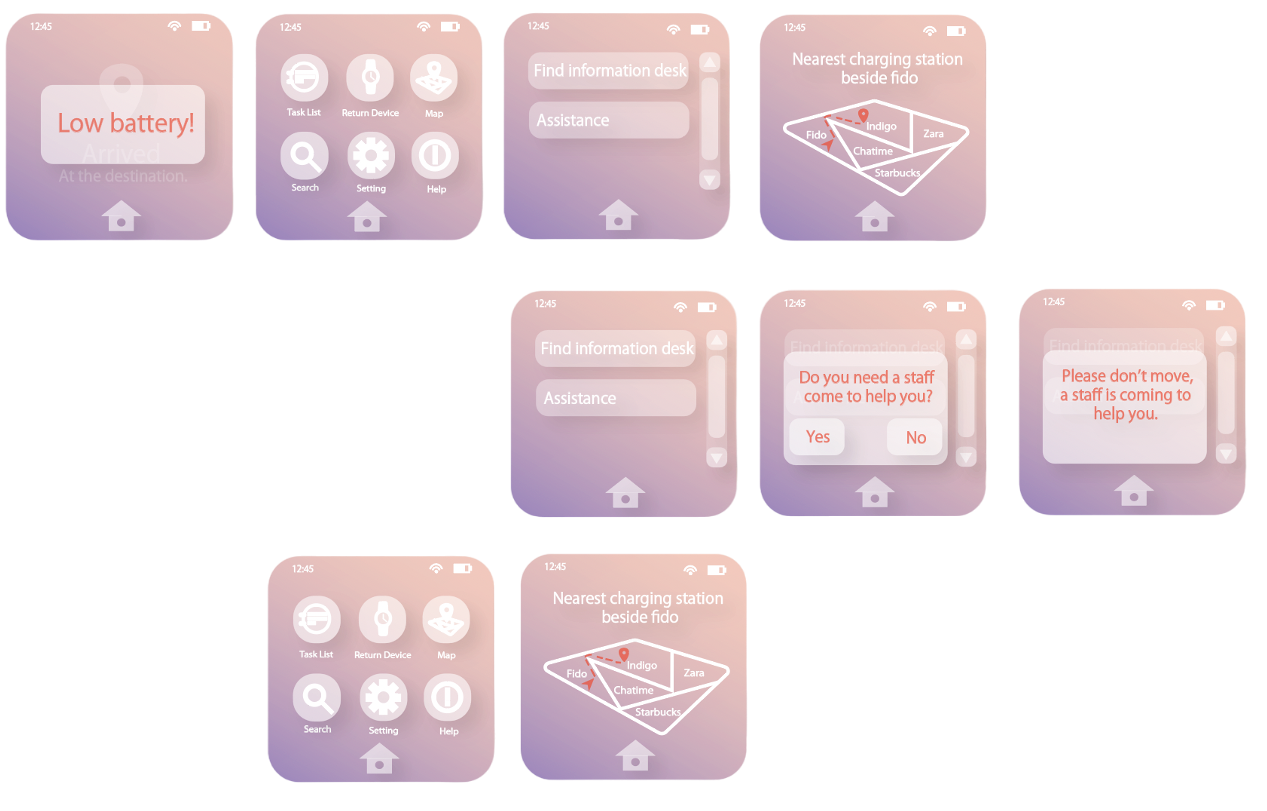 12:45
Low battery!
Arrived
At the destination.
12:45
Task List
Return Device
Map
Search
Setting
Help
12:45
Find information desk
Assistance
12:45
Nearest charging station
beside fido
Fido
Indigo
Zara
Chatime
Starbucks
12:45
Find information desk
Assistance
12:45
Find information desk
Do you need a staff
come to help you?
Yes
No
12:45
Find information desk
Please don't move,
a staff is coming to
help you.
12:45
Task List
Return Device
Map
Search
Setting
Help
12:45
Nearest charging station
beside fido
Fido
Indigo
Zara
Chatime
Starbucks